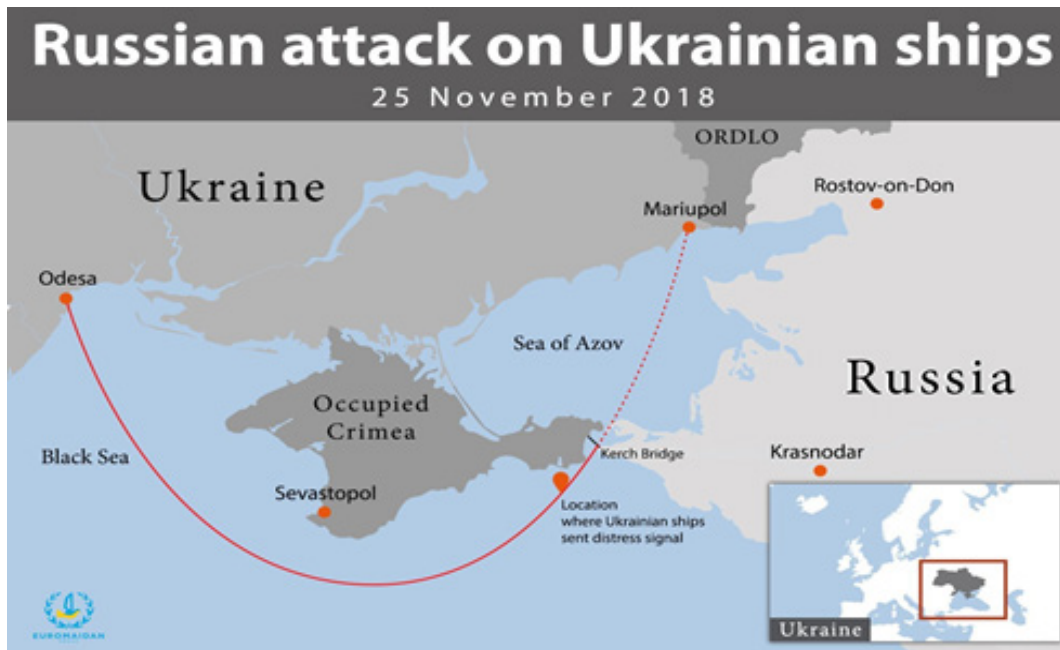 Russian attack on Ukrainian ships
25 November 2018
ORDLO
Ukraine
Rostov-on-Don
Mariupol
Odesa
Sea of Azov
Russia
Occupied
Crimea
Black Sea
Kerch Bridge
Krasnodar
Sevastopol
Location
where Ukrainian ships
sent distress signal
EUROMAIDAN
Ukraine